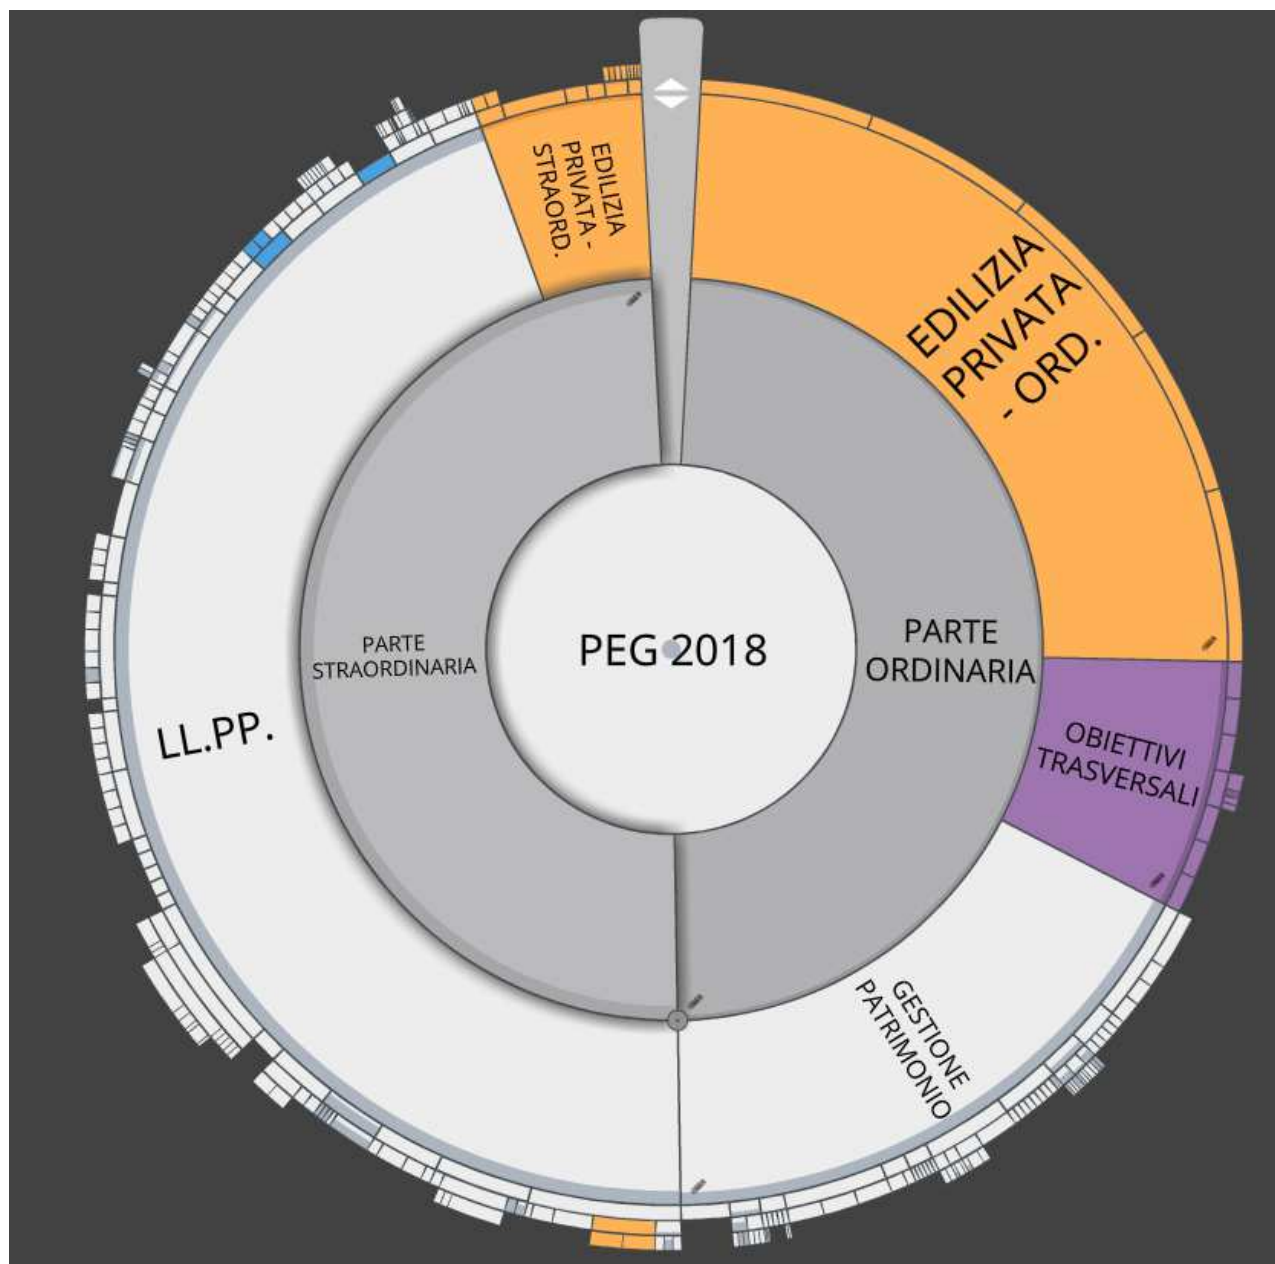 EDILIZIA
PRIVATA -
STRAORD.
EDILIZIA
PRIVATA
- ORD.
PARTE
STRAORDINARIA
PEG 2018
PARTE
ORDINARIA
LL.PP.
OBIETTIVI
TRASVERSALI
GESTIONE
PATRIMONIO